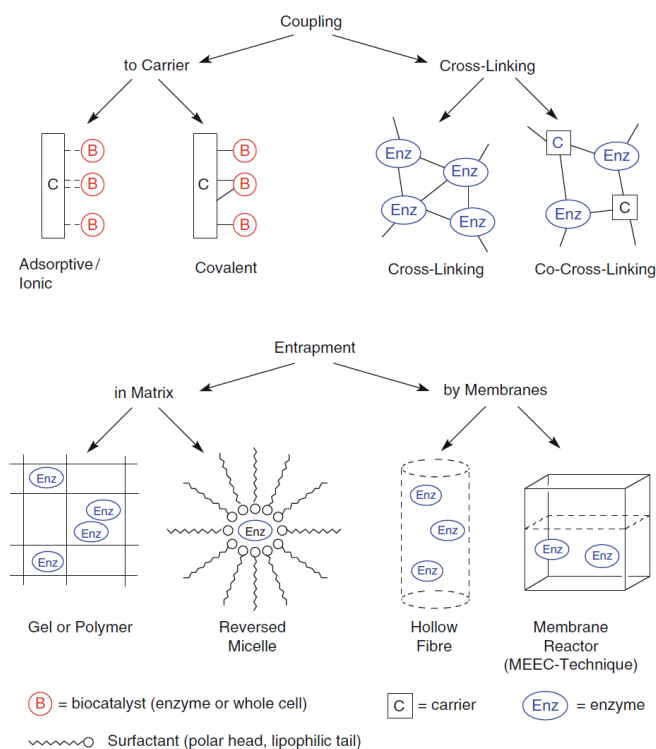 Coupling
to Carrier
Cross-Linking
C
B
B
B
C
B
B
B
Enz
Enz
Enz
Enz
C
Enz
Enz
C
Adsorptive/
Ionic
Covalent
Cross-Linking
Co-Cross-Linking
Entrapment
in Matrix
by Membranes
Enz
Enz
Enz
Enz
Enz
Enz
Enz
Enz
Enz
Enz
Gel or Polymer
Reversed
Micelle
Hollow
Fibre
Membrane
Reactor
(MEEC-Technique)
B = biocatalyst (enzyme or whole cell)
C = carrier
Enz = enzyme
Surfactant (polar head, lipophilic tail)